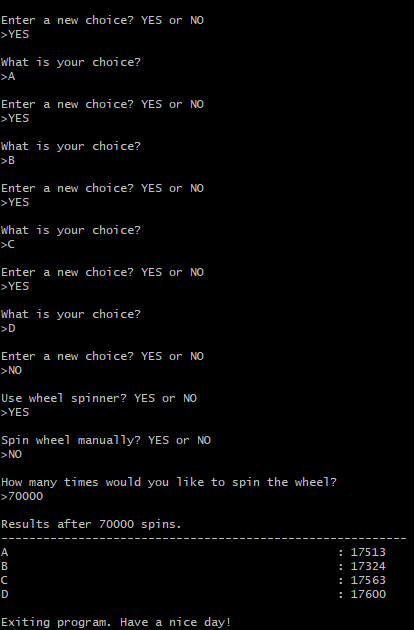 Enter a new choice? YES or NO
>YES
What is your choice?
>A
Enter a new choice? YES or NO
>YES
What is your choice?
>B
Enter a new choice? YES or NO
>YES
What is your choice?
>C
Enter a new choice? YES or NO
>YES
What is your choice?
>D
Enter a new choice? YES or NO
>NO
Use wheel spinner? YES or NO
>YES
Spin wheel manually? YES or NO
>NO
How many times would you like to spin the wheel?
>70000
Results after 70000 spins.
----------------------------------------------------------
A : 17513
B : 17324
C : 17563
D : 17600
Exiting program. Have a nice day!